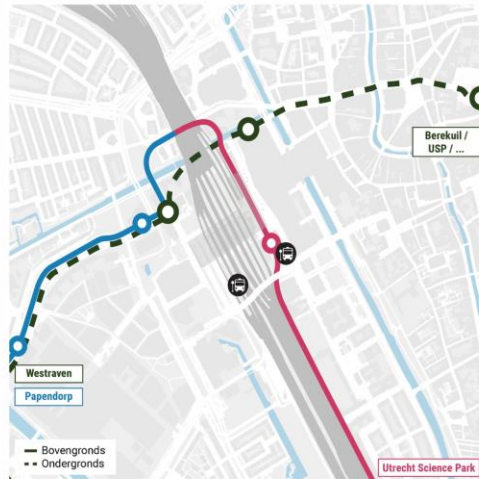 Berekuil /
USP / ...
Westraven
Papendorp
Bovengronds
Ondergronds
Utrecht Science Park